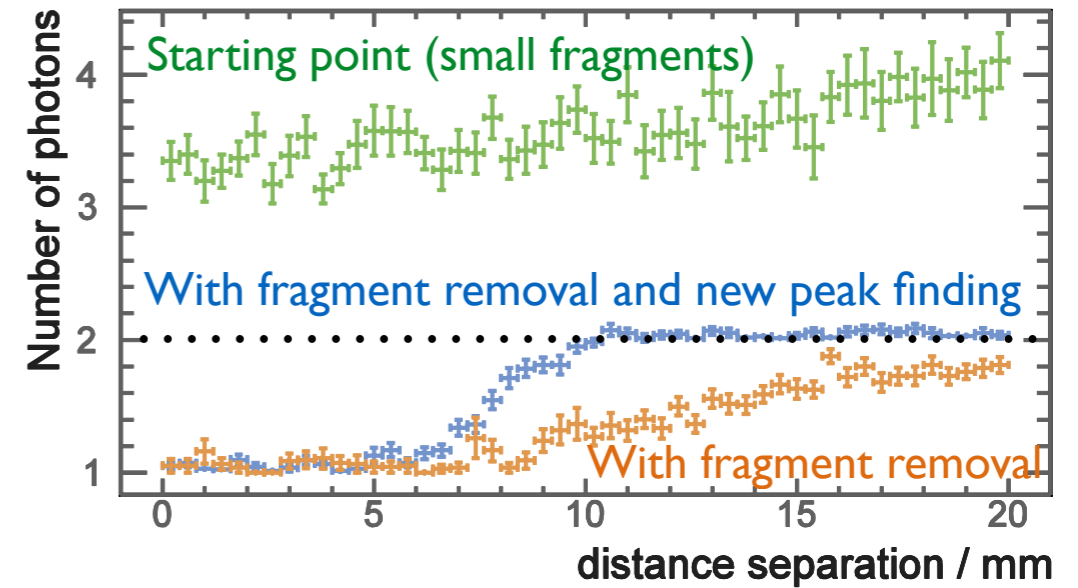 Number of photons
Starting point (small fragments)
4
3
With fragment removal and new peak finding
2
With fragment removal
1
0 5 10 15 20
distance separation / mm